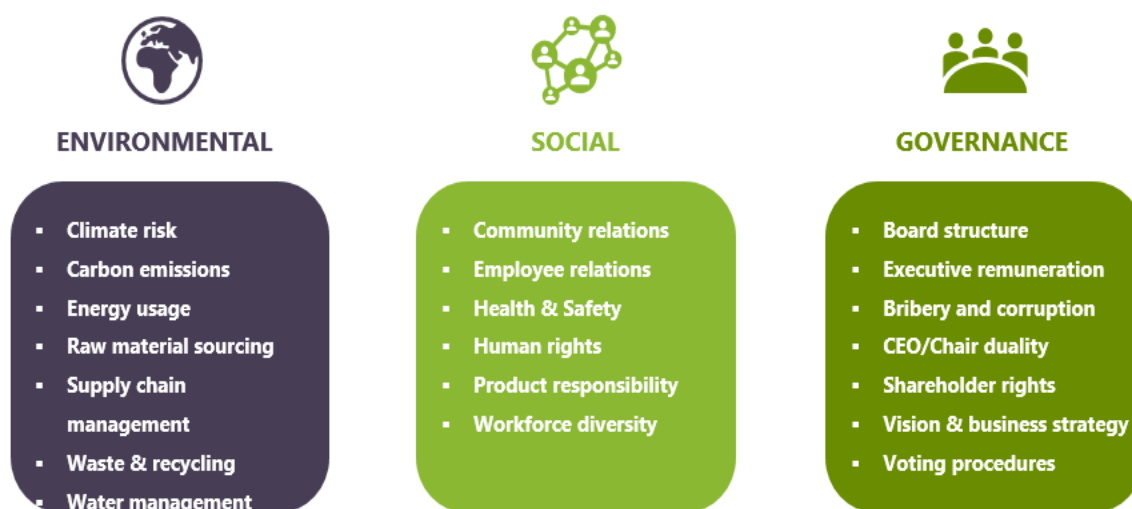 ENVIRONMENTAL
▪ Climate risk
▪ Carbon emissions
▪ Energy usage
▪ Raw material sourcing
▪ Supply chain
management
▪ Waste & recycling
▪ Water management
SOCIAL
▪ Community relations
▪ Employee relations
▪ Health & Safety
▪ Human rights
▪ Product responsibility
▪ Workforce diversity
GOVERNANCE
▪ Board structure
▪ Executive remuneration
▪ Bribery and corruption
▪ CEO/Chair duality
▪ Shareholder rights
▪ Vision & business strategy
▪ Voting procedures